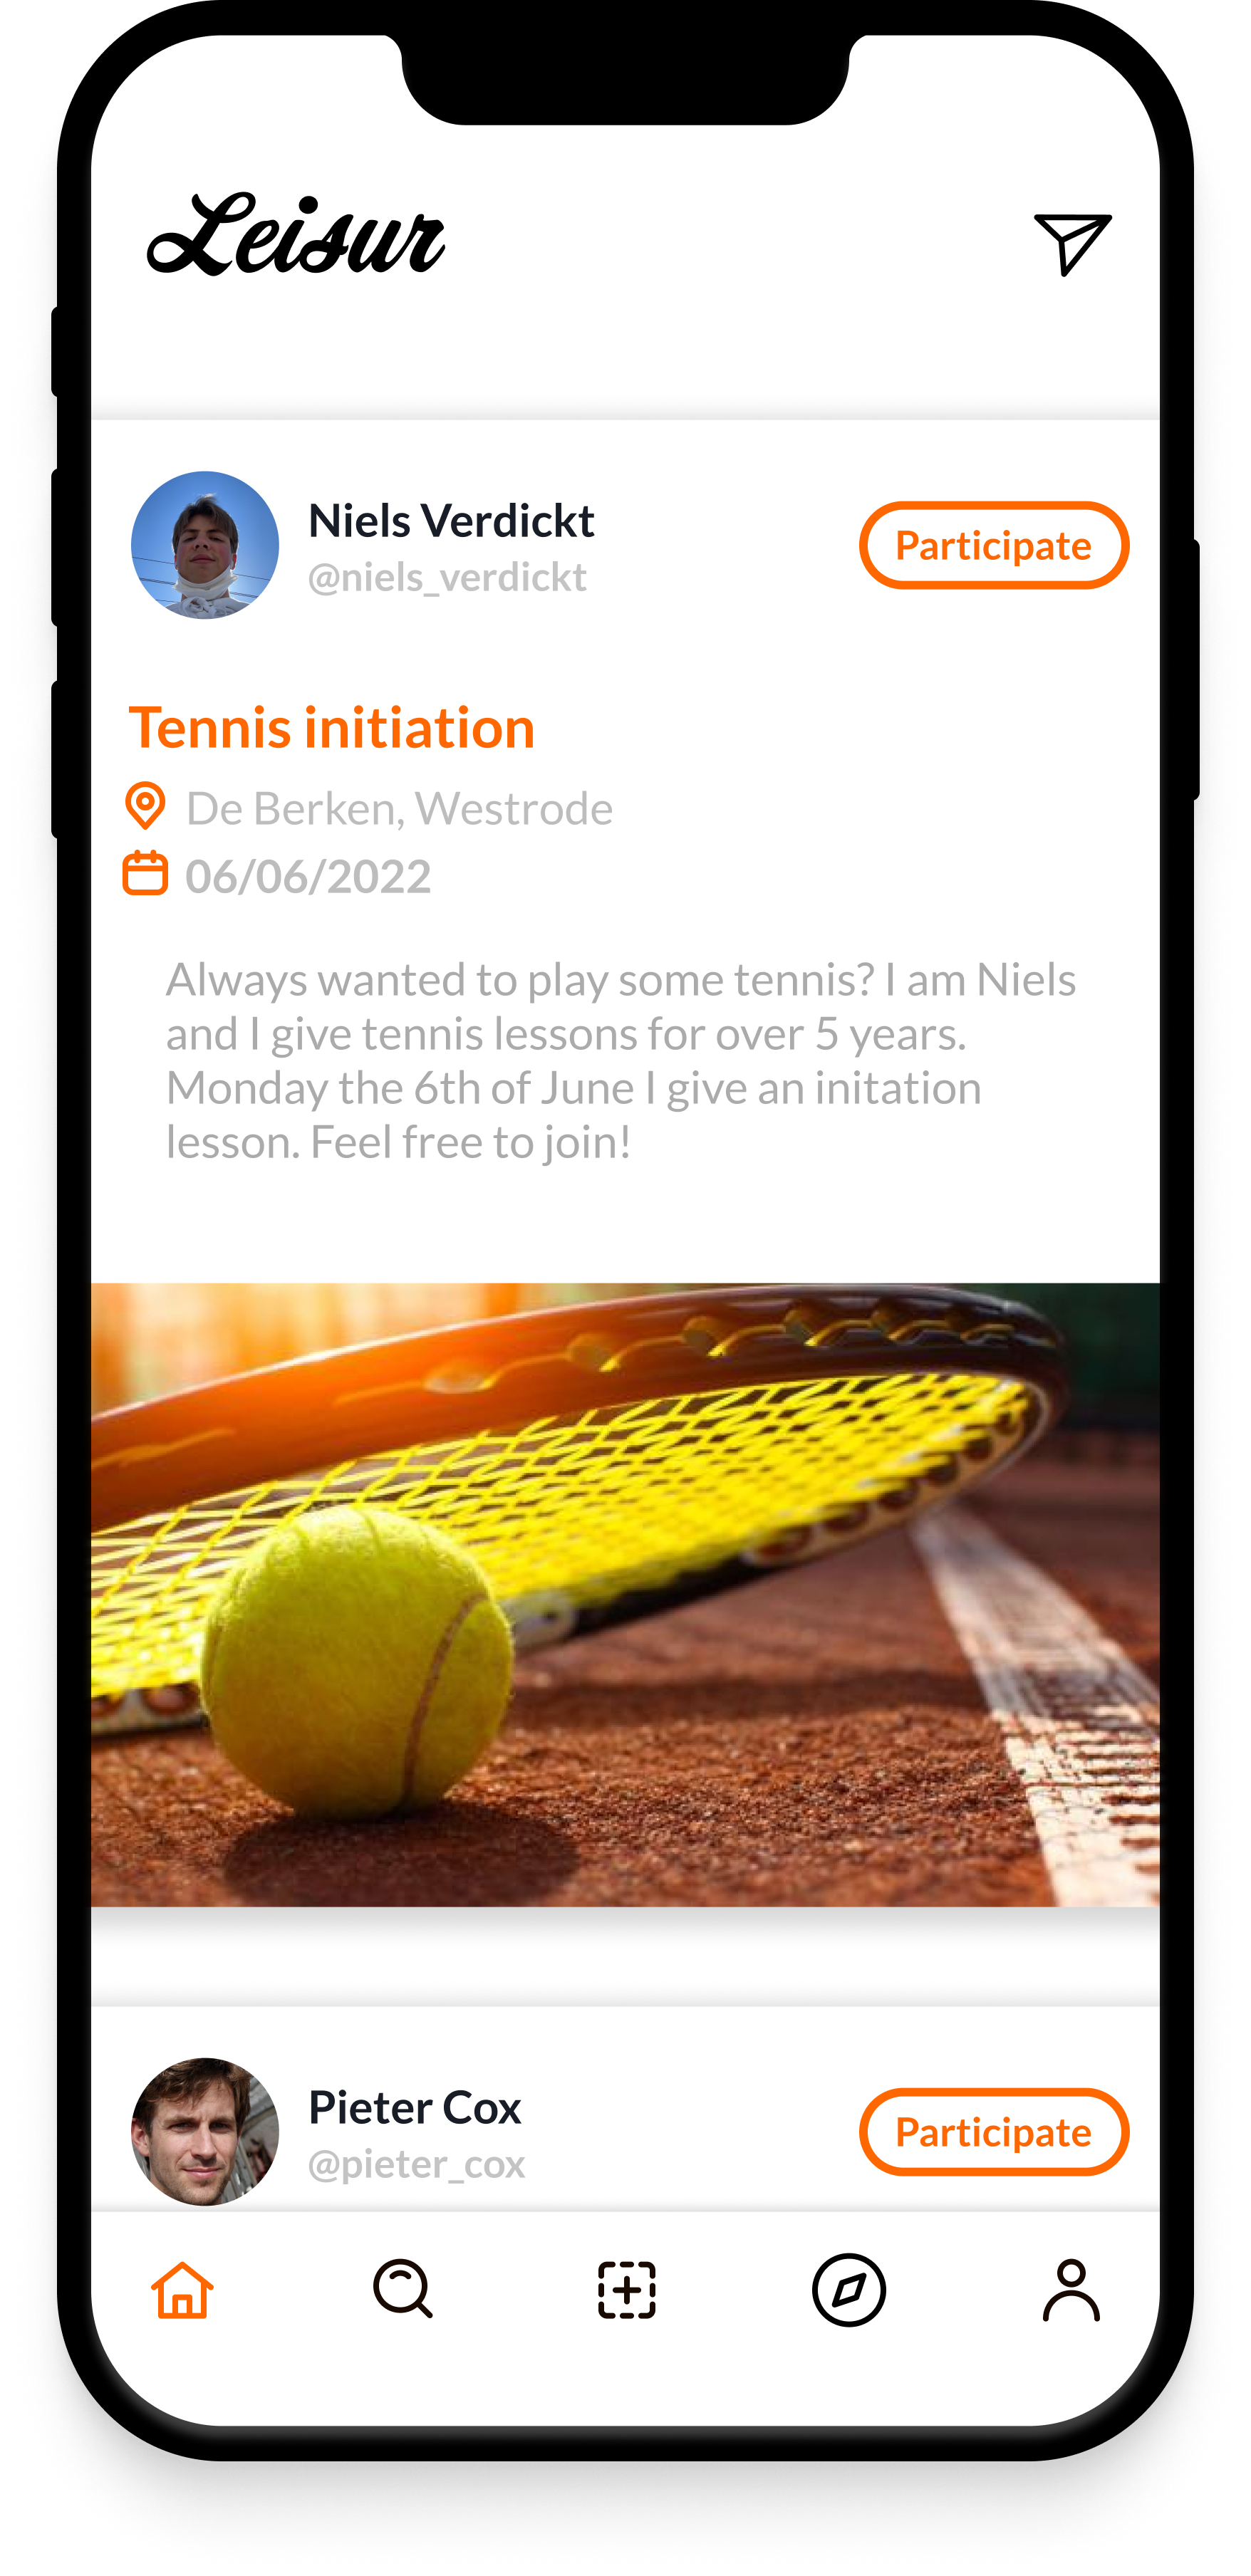 Leisur
Niels Verdickt
@niels_verdickt
Participate
Tennis initiation
De Berken, Westrode
06/06/2022
Always wanted to play some tennis? I am Niels
and I give tennis lessons for over 5 years.
Monday the 6th of June I give an initation
lesson. Feel free to join!
Pieter Cox
@pieter_cox
Participate